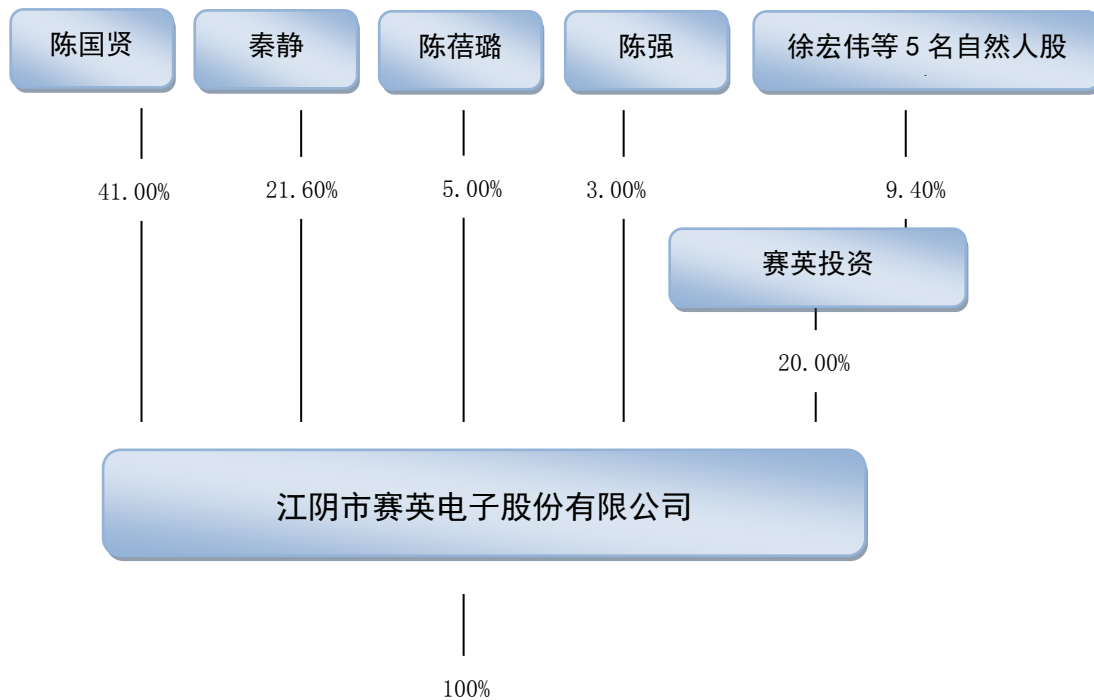 陈国贤
秦静
陈蓓璐
陈强
徐宏伟等 5 名自然人股
41.00%
21.60%
5.00%
3.00%
9.40%
赛英投资
20.00%
江阴市赛英电子股份有限公司
100%